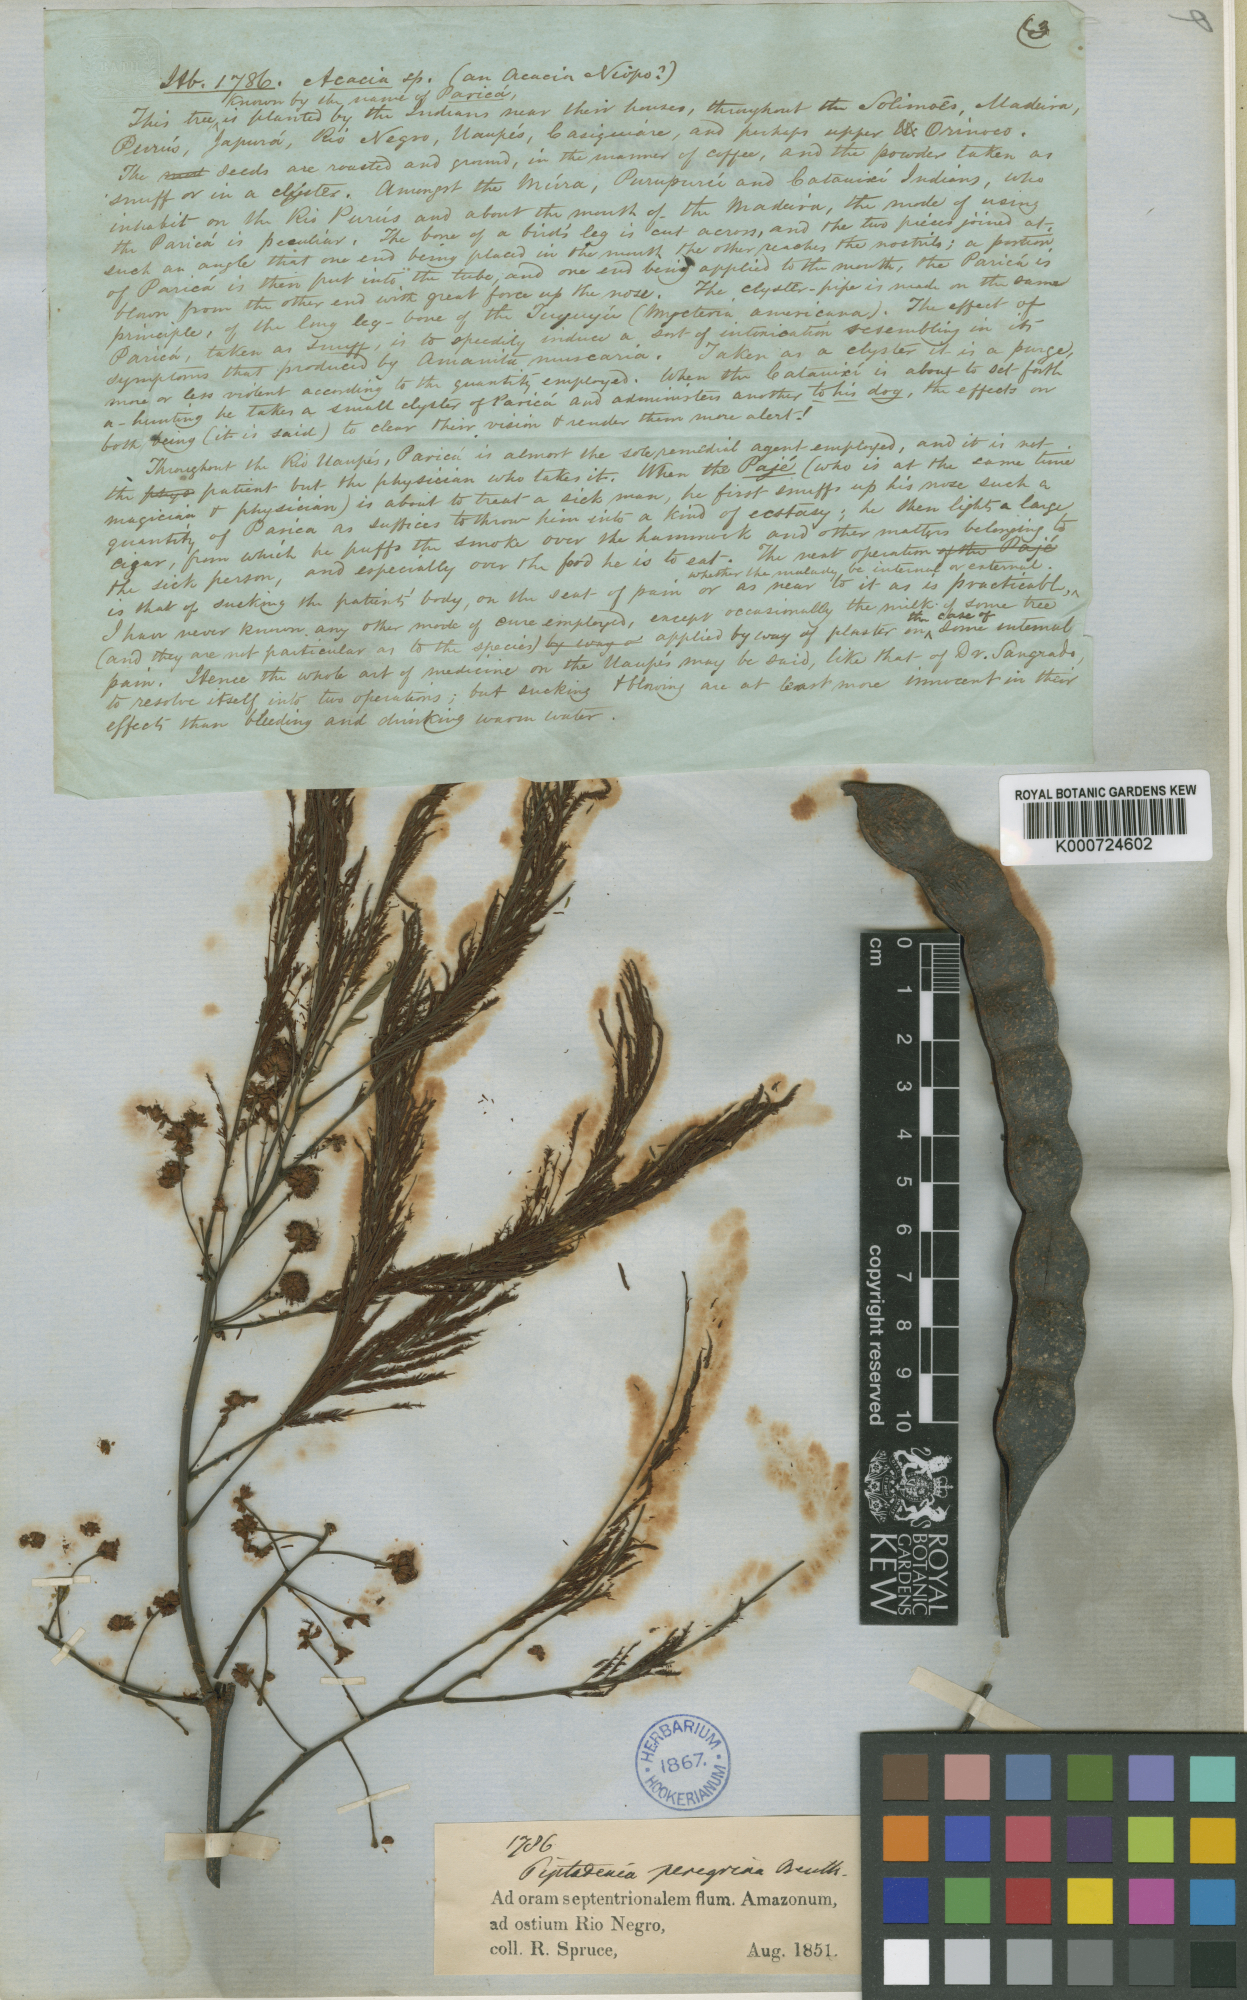 (3
Hb. 1786. Acacia sp. (an Acacia Niopo?)
known by the name of Paricá,
This tree, is planted by the Indians near their houses, throughout the Solimoẽs, Madeira,
Purús, Japurá, Rió Negro, Uaupés, Casiquiáre, and perhaps upper Orinoco.
The seeds are roasted and ground, in the manner of coffee, and the powder taken as
snuff or in a clyster. Amongst the Múra, Purupurú and Catauixí Indians, who
inhabit on the Rio Purús and about the mouth of the Madeira, the mode of using
the Paricá is peculiar. The bone of a bird's leg is cut across, and the two pieces joined at
such an angle that one end being placed in the mouth the other reaches the nostrils; a portion
of Paricá is then put into the tube, and one end being applied to the mouth, the Paricá is
blown from the other end with great force up the nose. The clyster-pipe is made on the same
principle, of the long leg-bone of the Tuyuyú (Mycteria americana). The effect of
Paricá, taken as snuff, is to speedily induce a sort of intoxication resembling in its
symptoms that produced by Amanita muscaria. Taken as a clyster it is a purge,
more or less violent according to the quantity employed. When the Catauixí is about to set forth
a-hunting he takes a small clyster of Paricá and administers another to his dog, the effects on
both being (it is said) to clear their vision & render them more alert!
Throughout the Rió Uaupés, Paricá is almost the sole remedial agent employed, and it is not
the phys patient but the physician who takes it. When the Pajé (who is at the same time
magician & physician) is about to treat a sick man, he first snuffs up his nose such a
quantity of Paricá as suffices to throw him into a kind of ecstasy; he then lights a large
cigar, from which he puffs the smoke over the hammock and other matters belonging to
the sick person, and especially over the food he is to eat. The next operation of the Pajé
is that of sucking the patient's body, on the seat of pain or as near to it as is practicable,
whether the malady be internal or external.
I have never known any other mode of cure employed, except occasionally the milk of some tree
(and they are not particular as to the species) by way of applied by way of plaster on the case of some internal
pain. Hence the whole art of medicine on the Uaupés may be said, like that of Dr. Sangrado,
to resolve itself into two operations; but sucking & blowing are at least more innocent in their
effects than bleeding and drinking warm water.
ROYAL BOTANIC GARDENS KEW
K000724602
cm 0 1 2 3 4 5 6 7 8 9 10
copyright reserved
ROYAL
BOTANIC
GARDENS
KEW
HERBARIUM
1867.
HOOKERIANUM
1786
Piptadenia peregrina Benth.
Ad oram septentrionalem flum. Amazonum,
ad ostium Rio Negro,
coll. R. Spruce, Aug. 1851.